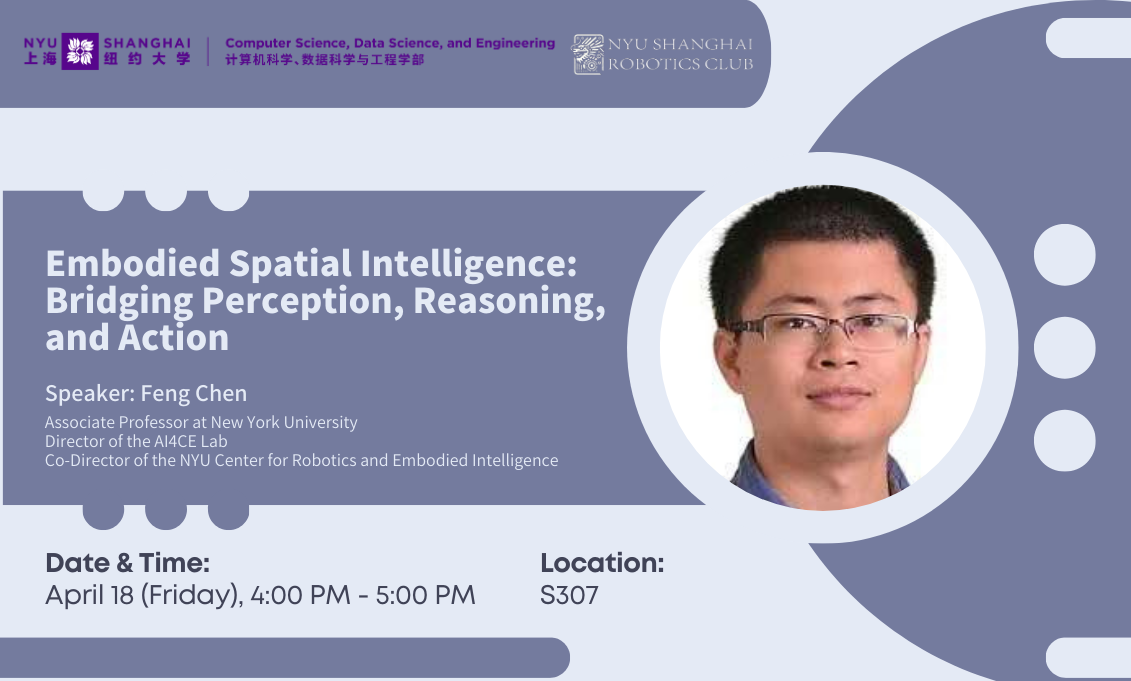 NYU SHANGHAI
上海 纽约大学
Computer Science, Data Science, and Engineering
计算机科学、数据科学与工程学部
NYU SHANGHAI
ROBOTICS CLUB
Embodied Spatial Intelligence:
Bridging Perception, Reasoning,
and Action
Speaker: Feng Chen
Associate Professor at New York University
Director of the AI4CE Lab
Co-Director of the NYU Center for Robotics and Embodied Intelligence
Date & Time:
April 18 (Friday), 4:00 PM - 5:00 PM
Location:
S307